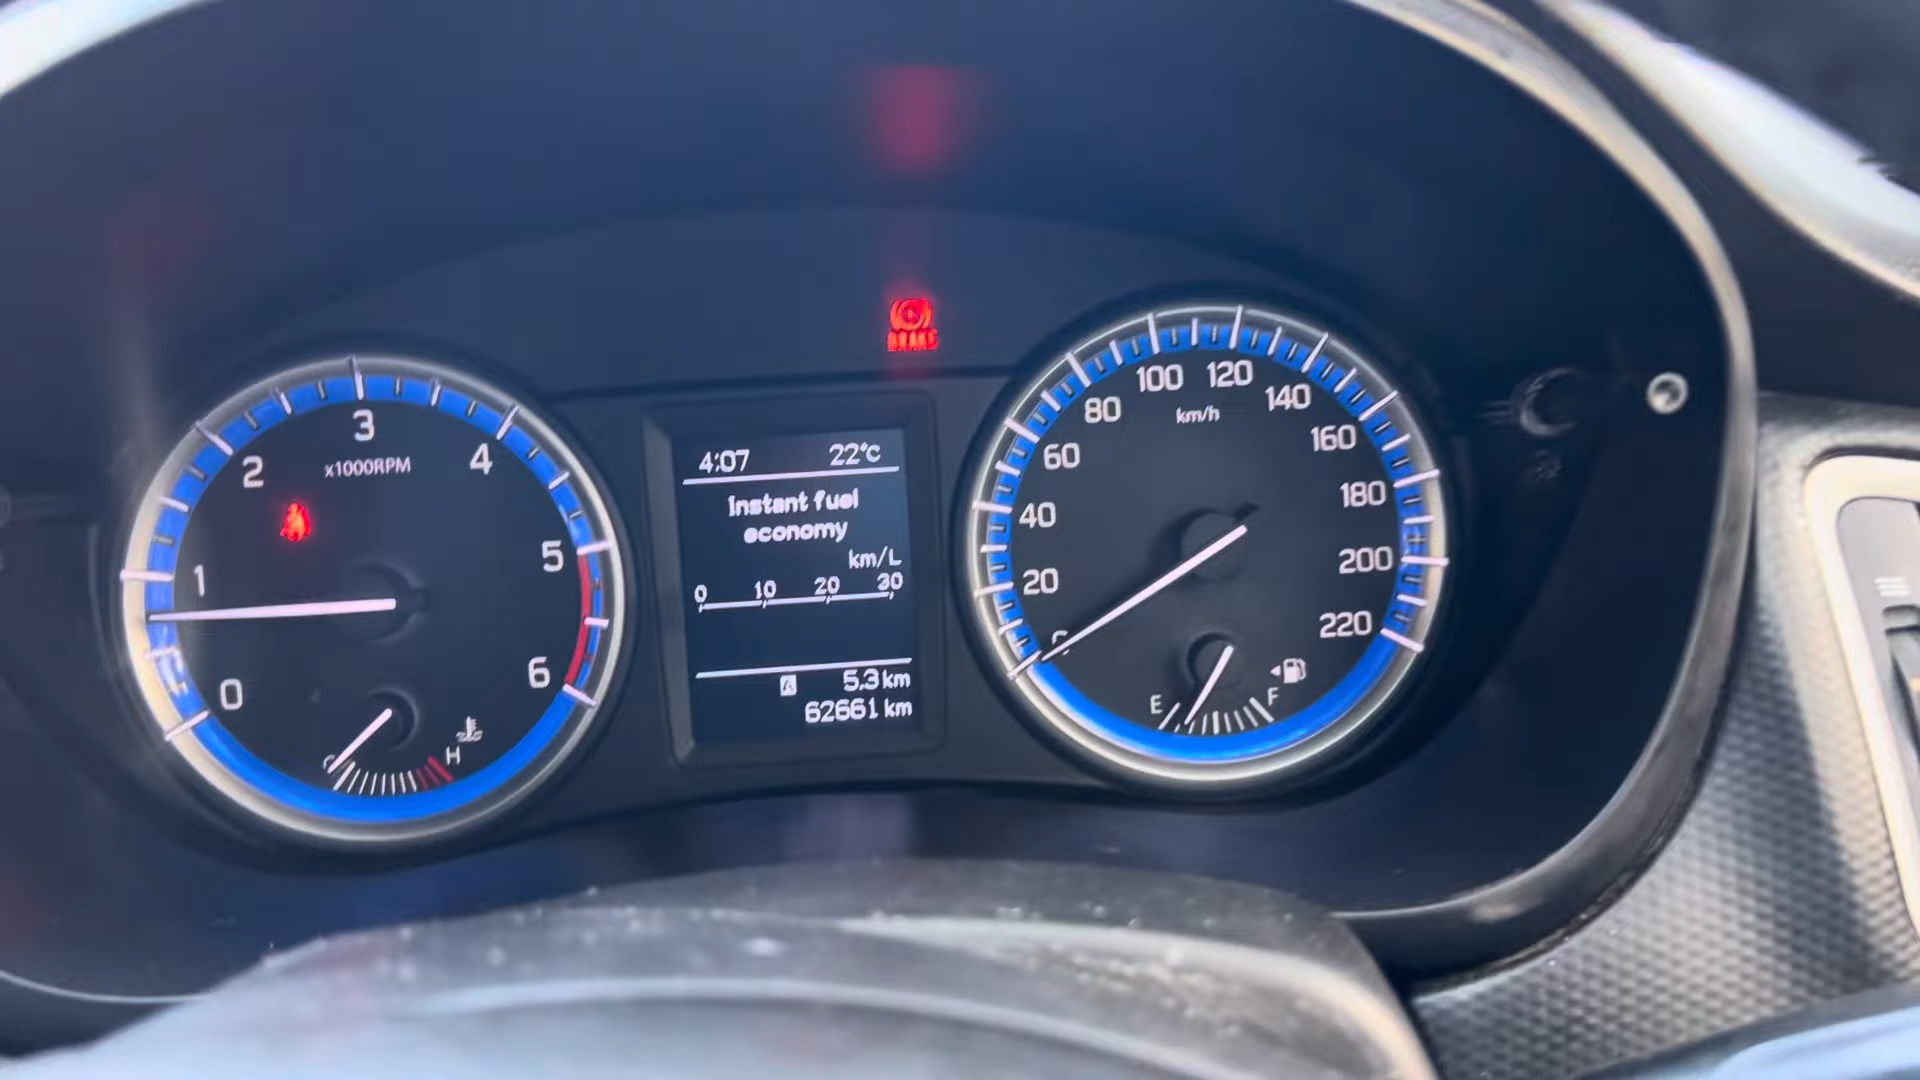 BRAKE
0
1
2
3
4
5
6
x1000RPM
H
4:07 22°C
Instant fuel
economy
km/L
0 10 20 30
A 5.3 km
62661 km
20
40
60
80
100
120
140
160
180
200
220
km/h
E F